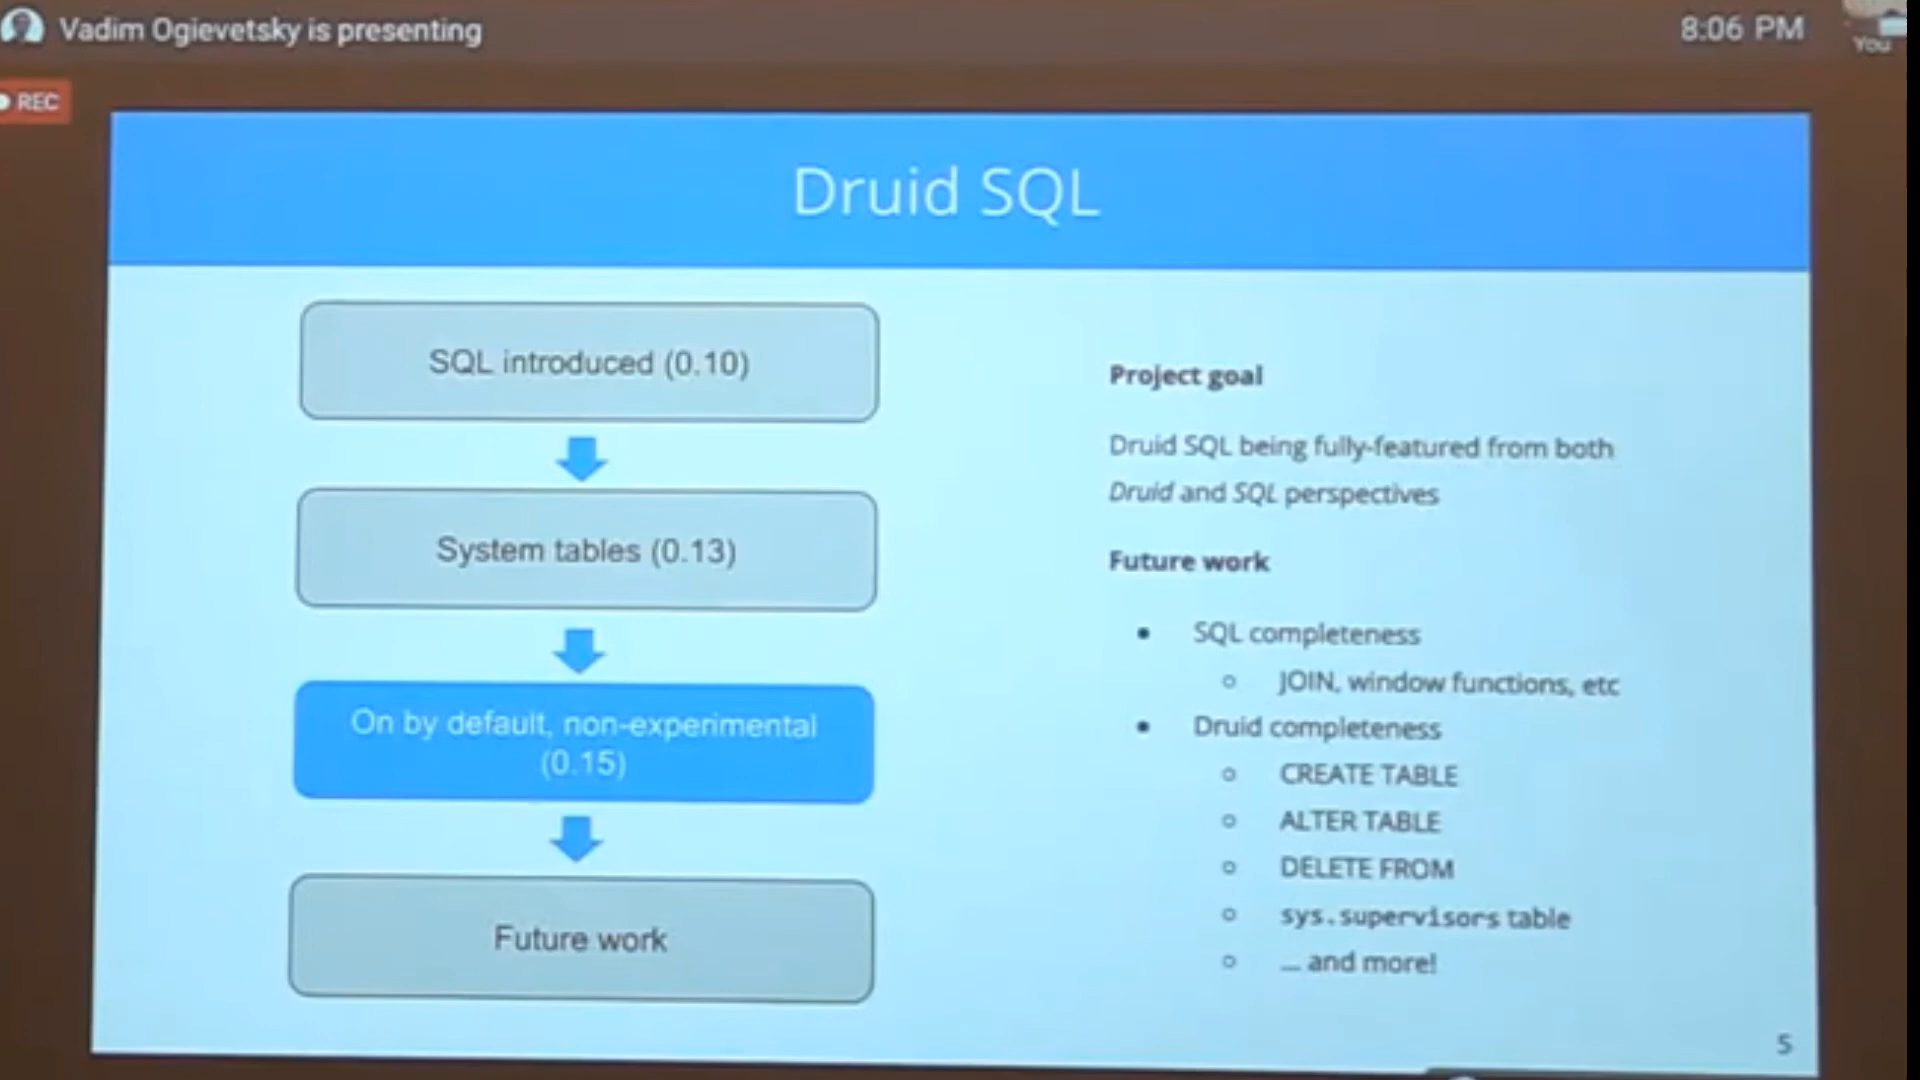 Vadim Ogievetsky is presenting
8:06 PM
You
REC
Druid SQL
SQL introduced (0.10)
System tables (0.13)
On by default, non-experimental
(0.15)
Future work
Project goal
Druid SQL being fully-featured from both
Druid and SQL perspectives
Future work
• SQL completeness
○ JOIN, window functions, etc
• Druid completeness
○ CREATE TABLE
○ ALTER TABLE
○ DELETE FROM
○ sys.supervisors table
○ ... and more!
5